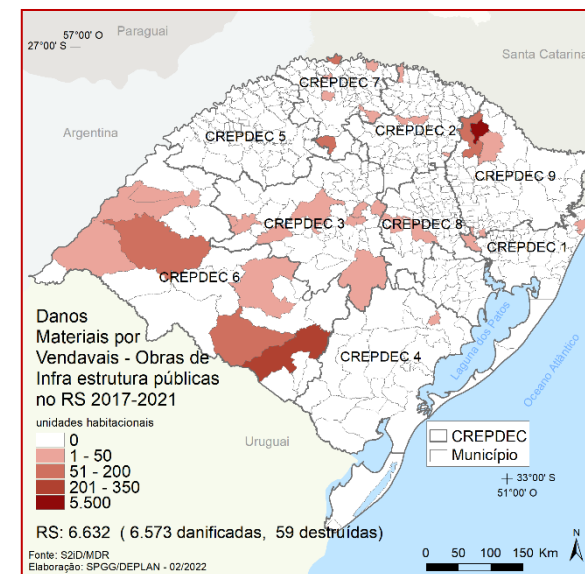 Paraguai
57°00' O
27°00' S
Santa Catarina
CREPDEC 7
Argentina
CREPDEC 5
CREPDEC 2
CREPDEC 9
CREPDEC 3
CREPDEC 8
CREPDEC 1
CREPDEC 6
Danos
Materiais por
Vendavais - Obras de
Infra estrutura públicas
no RS 2017-2021
unidades habitacionais
0
1 - 50
51 - 200
201 - 350
5.500
CREPDEC 4
Laguna dos Patos
Oceano Atlântico
Uruguai
CREPDEC
Município
33°00' S
51°00' O
RS: 6.632 ( 6.573 danificadas, 59 destruídas)
Fonte: S2iD/MDR
Elaboração: SPGG/DEPLAN - 02/2022
0 50 100 150 Km
N